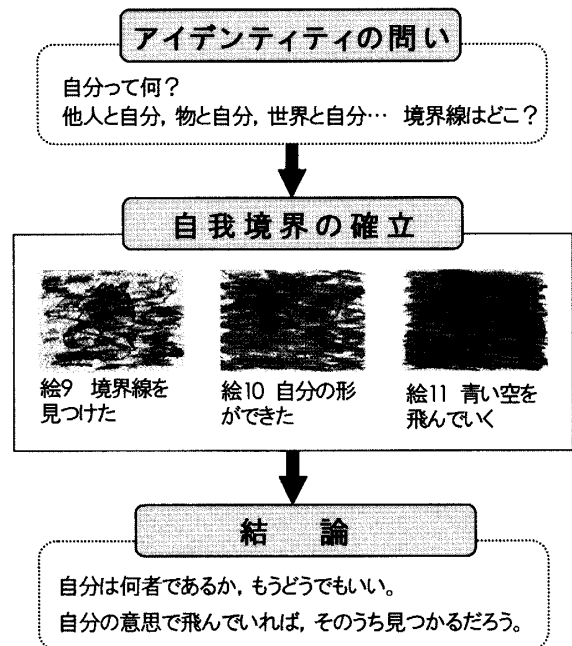 アイデンティティの問い
自分って何?
他人と自分,物と自分,世界と自分… 境界線はどこ?
自我境界の確立
絵9 境界線を
見つけた
絵10 自分の形
ができた
絵11 青い空を
飛んでいく
結 論
自分は何者であるか,もうどうでもいい。
自分の意思で飛んでいれば,そのうち見つかるだろう。